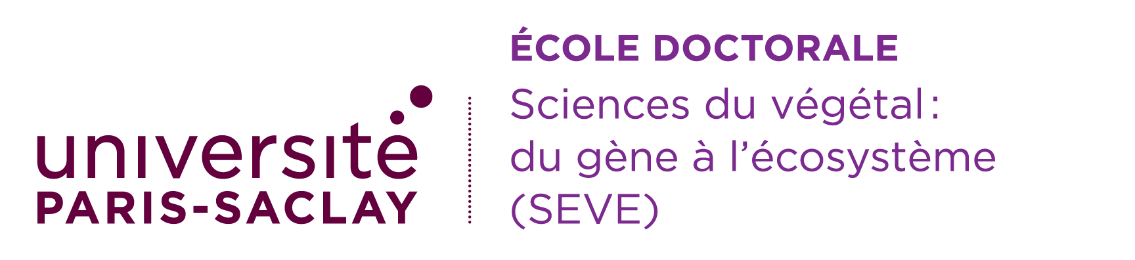 université
PARIS-SACLAY
ÉCOLE DOCTORALE
Sciences du végétal :
du gène à l’écosystème
(SEVE)